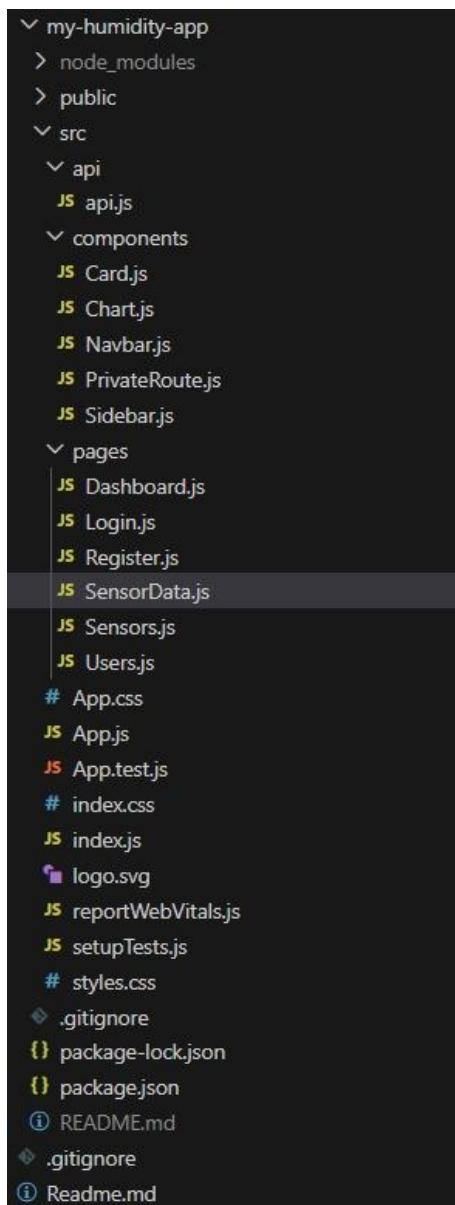 my-humidity-app
node_modules
public
src
api
JS api.js
components
JS Card.js
JS Chart.js
JS Navbar.js
JS PrivateRoute.js
JS Sidebar.js
pages
JS Dashboard.js
JS Login.js
JS Register.js
JS SensorData.js
JS Sensors.js
JS Users.js
# App.css
JS App.js
JS App.test.js
# index.css
JS index.js
logo.svg
JS reportWebVitals.js
JS setupTests.js
# styles.css
.gitignore
{} package-lock.json
{} package.json
README.md
.gitignore
Readme.md